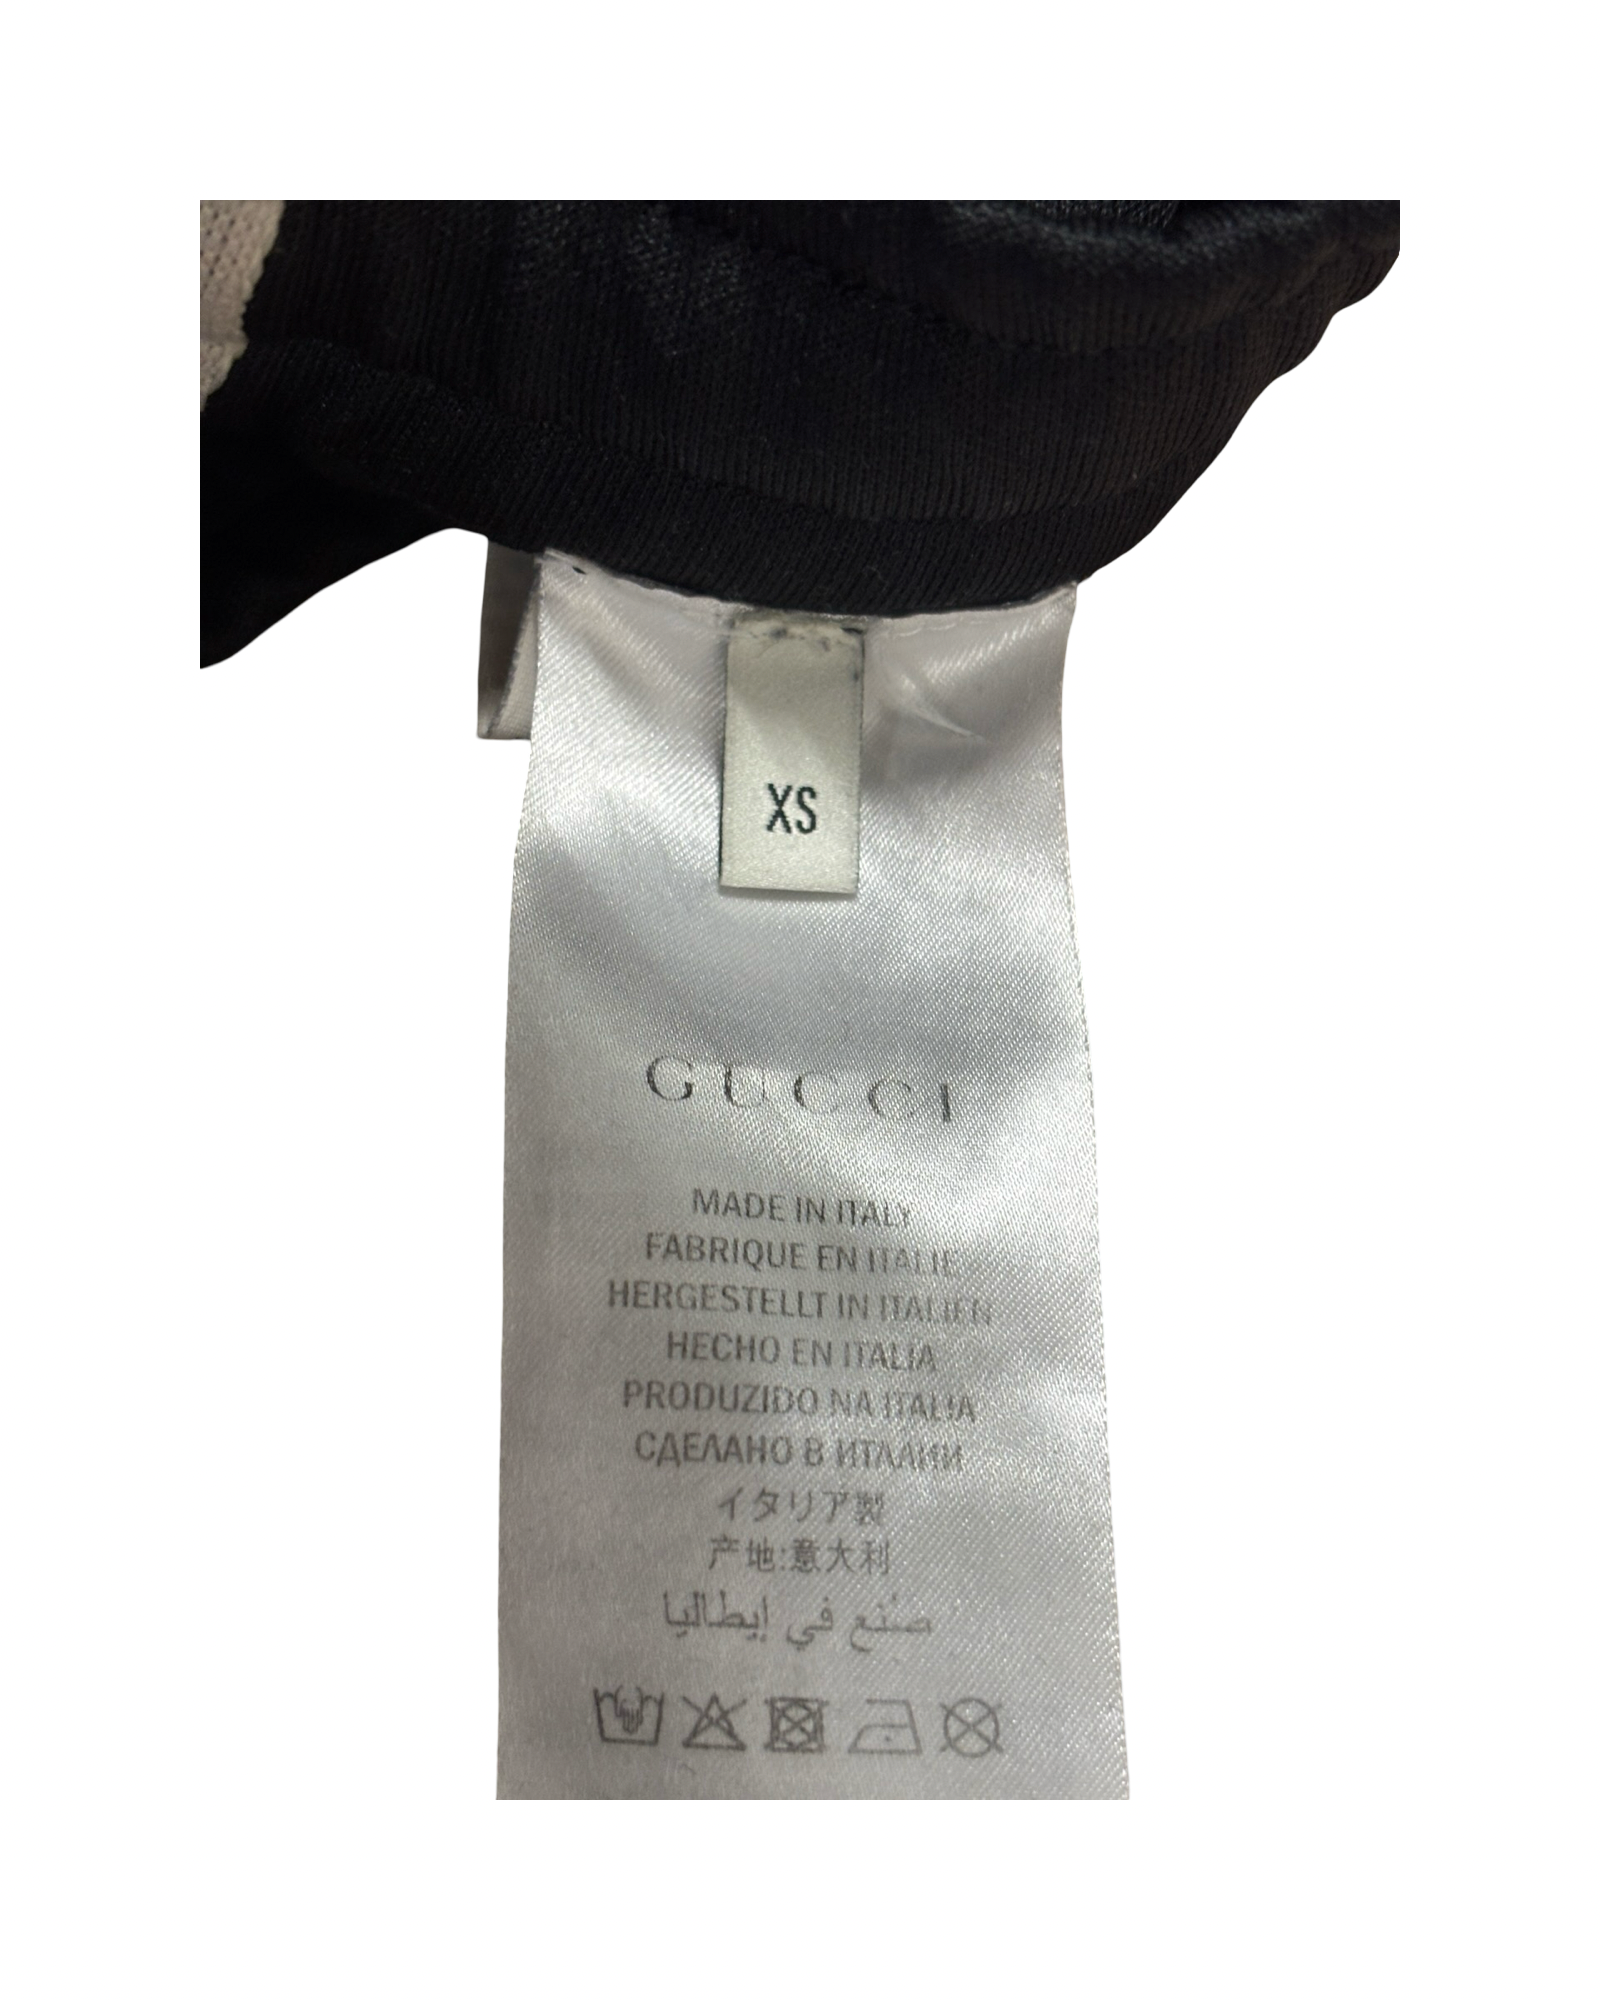 XS
GUCCI
MADE IN ITALY
FABRIQUE EN ITALIE
HERGESTELLT IN ITALIEN
HECHO EN ITALIA
PRODUZIDO NA ITALIA
СДЕЛАНО В ИТАЛИИ
イタリア製
产地:意大利
صُنع في إيطاليا